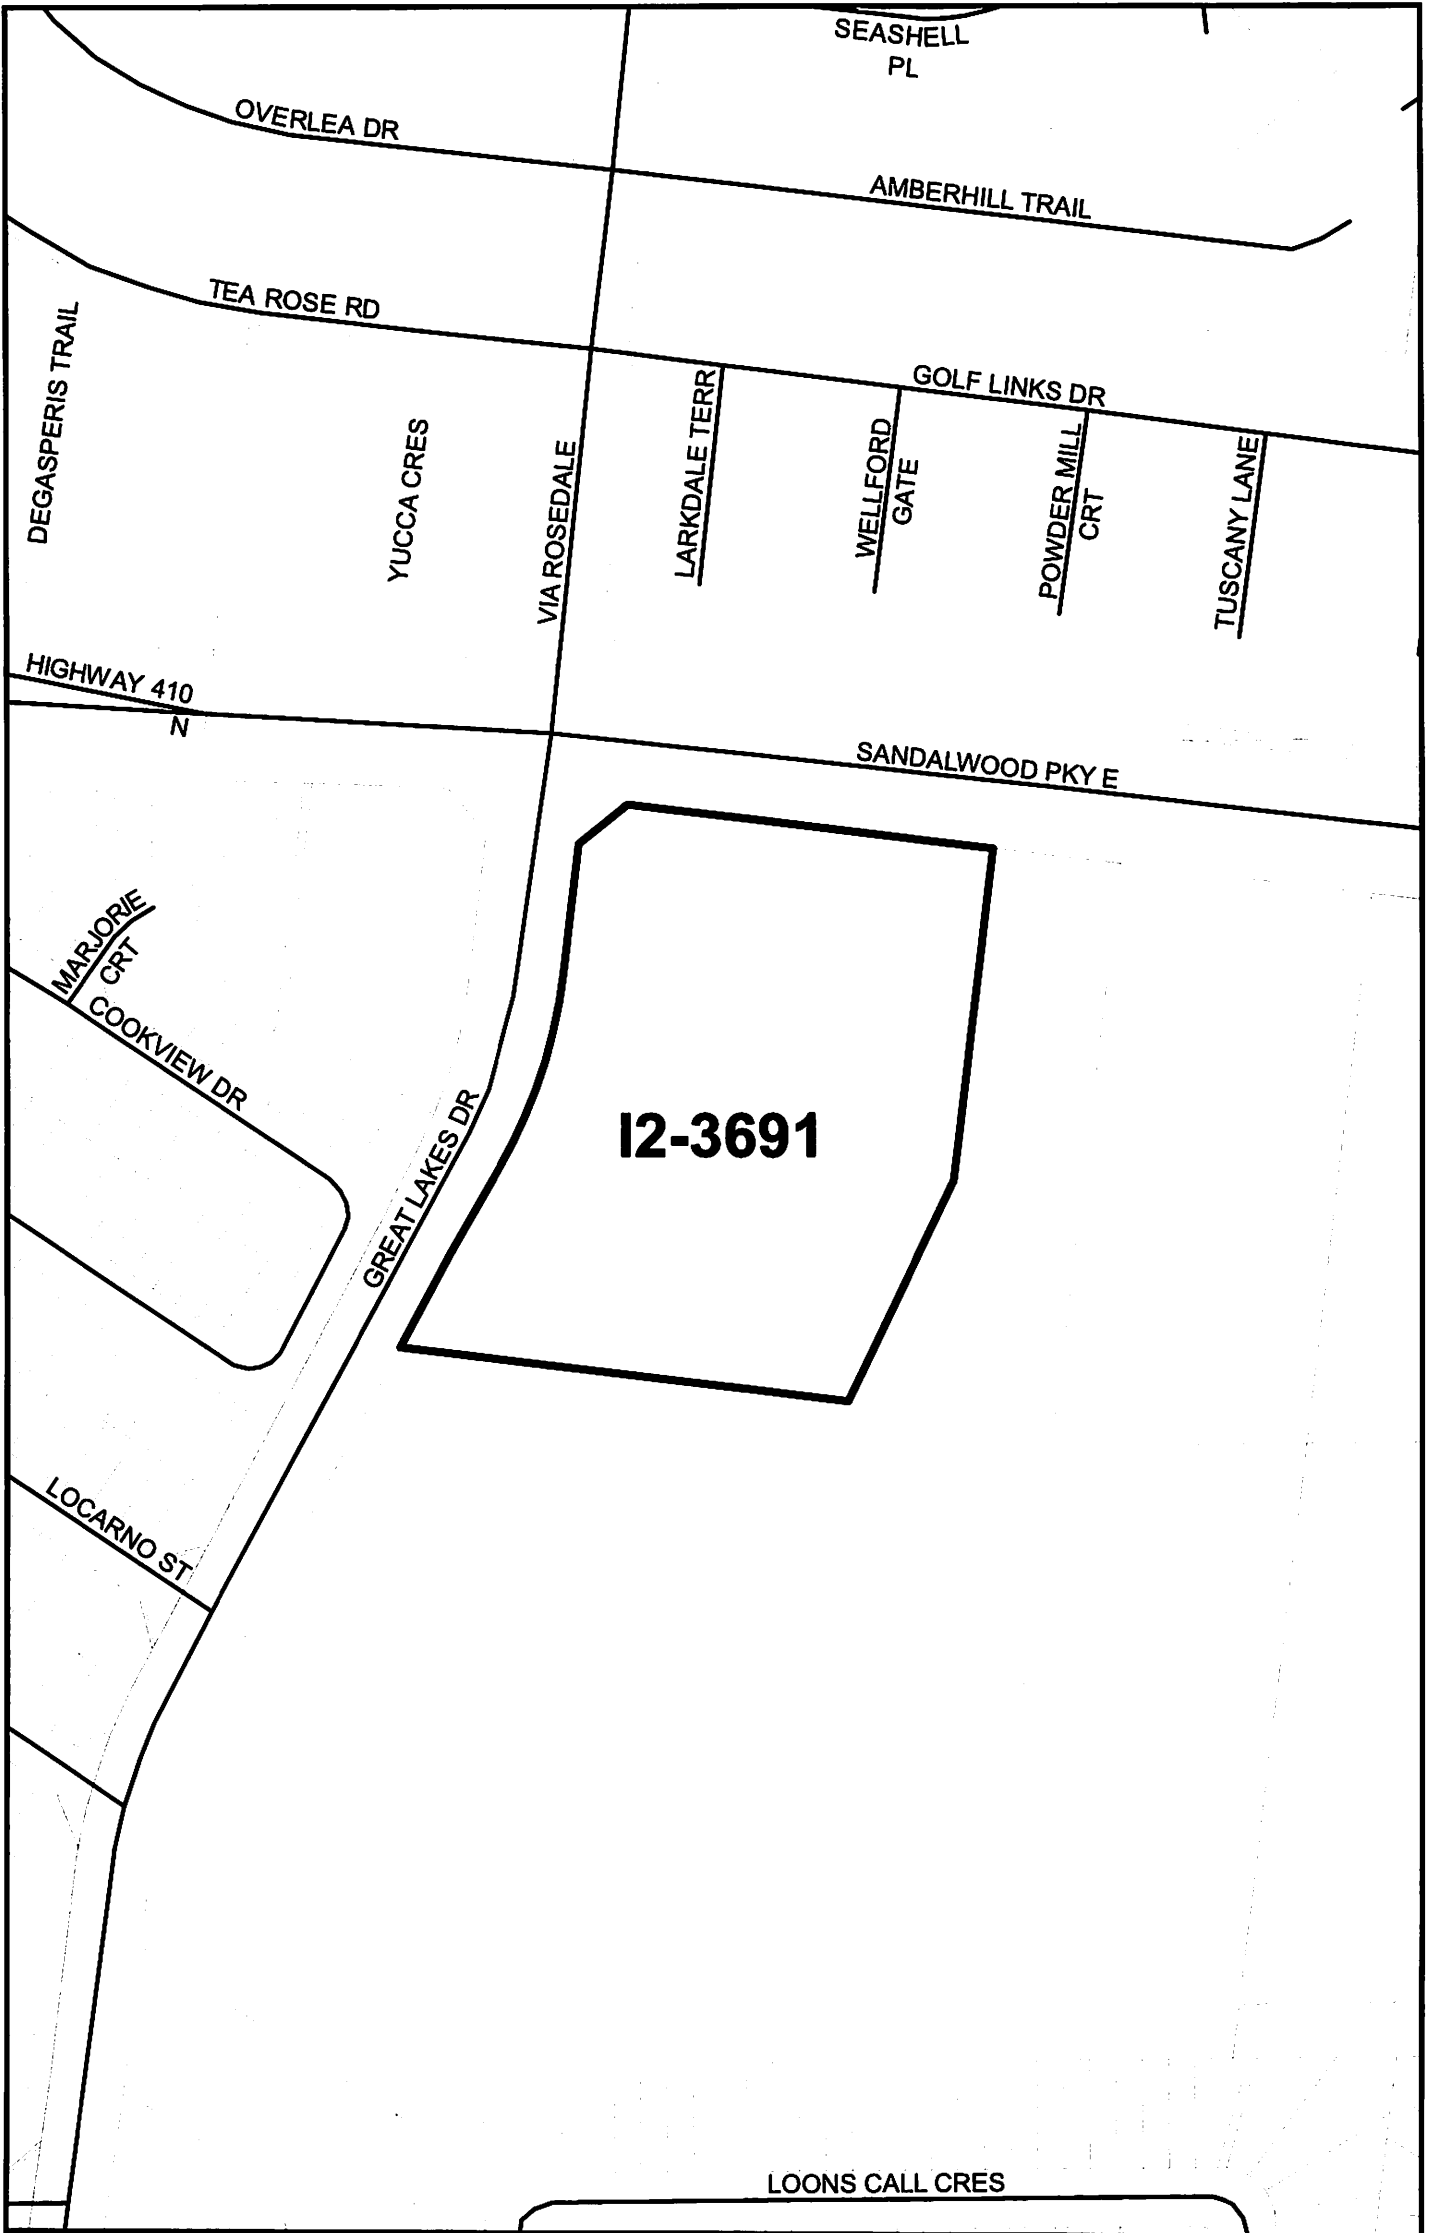 SEASHELL
PL
OVERLEA DR
AMBERHILL TRAIL
TEA ROSE RD
DEGASPERIS TRAIL
YUCCA CRES
VIA ROSEDALE
LARKDALE TERR
GOLF LINKS DR
WELLFORD
GATE
POWDER MILL
CRT
TUSCANY LANE
HIGHWAY 410
N
SANDALWOOD PKY E
MARJORIE
CRT
COOKVIEW DR
GREAT LAKES DR
I2-3691
LOCARNO ST
LOONS CALL CRES